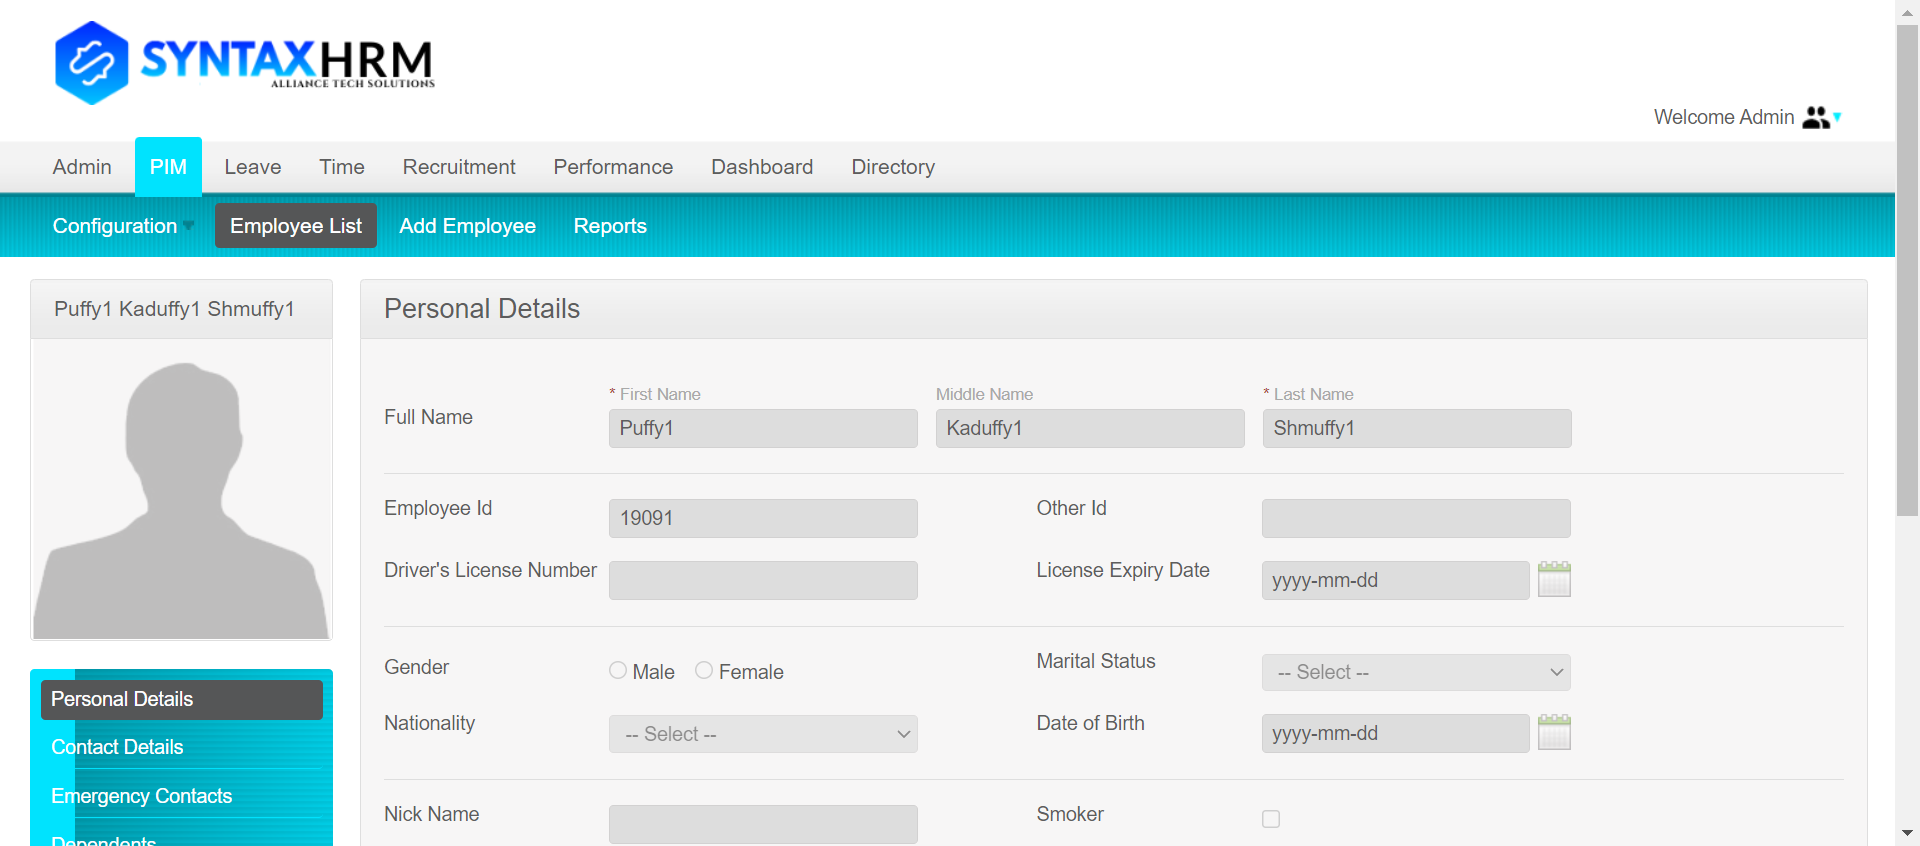 SYNTAXHRM
ALLIANCE TECH SOLUTIONS
Welcome Admin
Admin PIM Leave Time Recruitment Performance Dashboard Directory
Configuration Employee List Add Employee Reports
Puffy1 Kaduffy1 Shmuffy1
Personal Details
Contact Details
Emergency Contacts
Dependents
Personal Details
* First Name Middle Name * Last Name
Full Name Puffy1 Kaduffy1 Shmuffy1
Employee Id 19091 Other Id
Driver's License Number License Expiry Date yyyy-mm-dd
Gender Male Female Marital Status -- Select --
Nationality -- Select -- Date of Birth yyyy-mm-dd
Nick Name Smoker